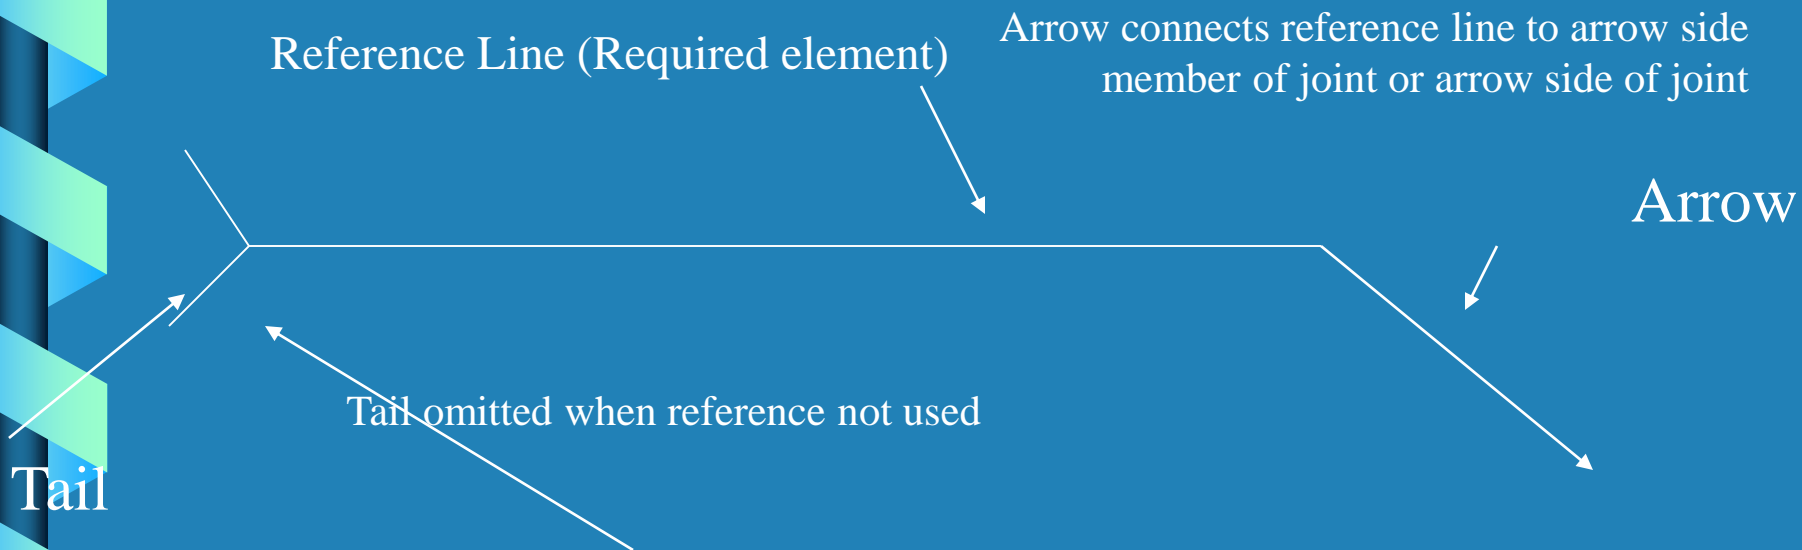 Reference Line (Required element)
Arrow connects reference line to arrow side
member of joint or arrow side of joint
Arrow
Tail omitted when reference not used
Tail